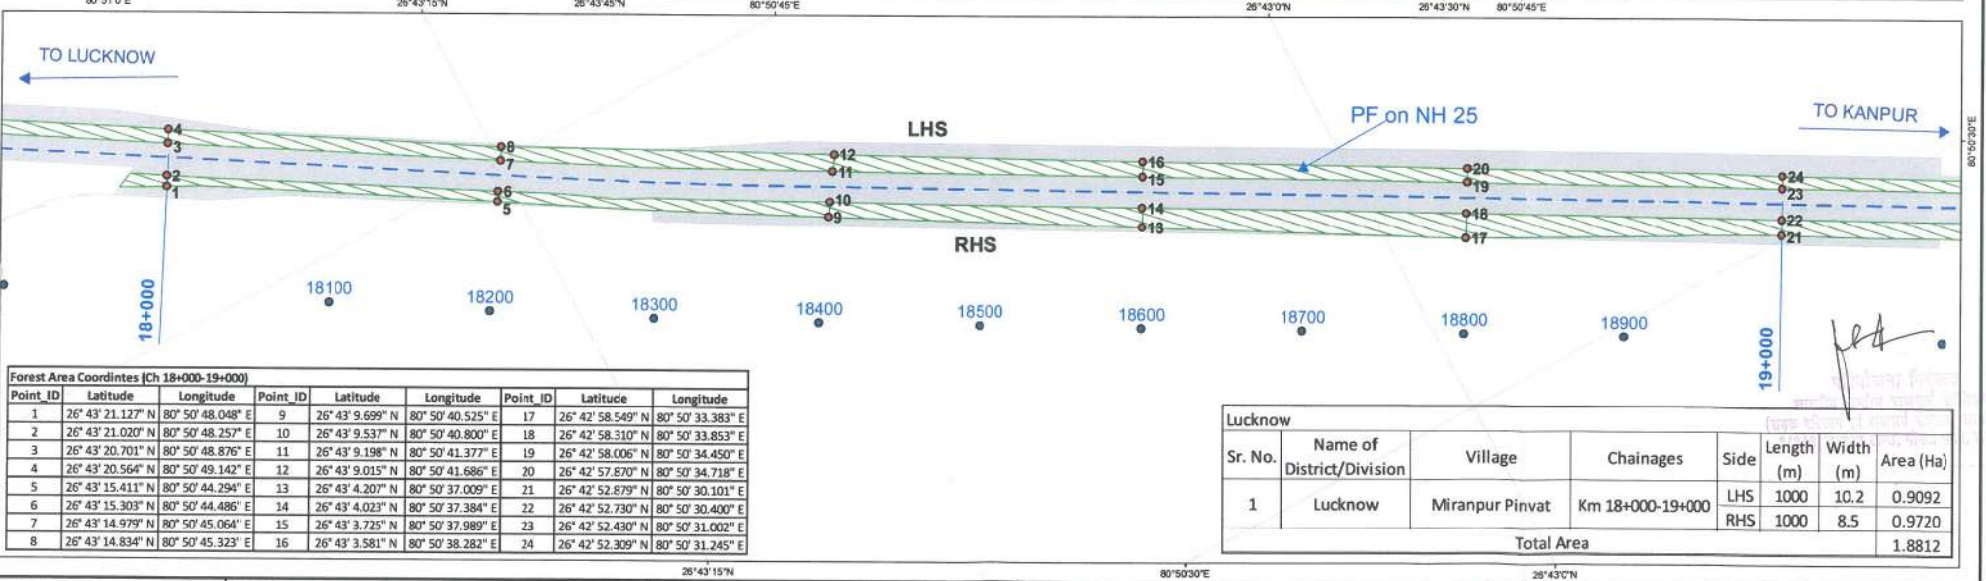 80°51'0"E 26°43'15"N 26°43'45"N 80°50'45"E 26°43'0"N 26°43'30"N 80°50'45"E
TO LUCKNOW
TO KANPUR
PF on NH 25
LHS
RHS
80°50'30"E
4 8 12 16 20 24
3 7 11 15 19 23
2 6 10 14 18 22
1 5 9 13 17 21
18+000 18100 18200 18300 18400 18500 18600 18700 18800 18900 19+000
Forest Area Coordintes (Ch 18+000-19+000)
Point_ID Latitude Longitude Point_ID Latitude Longitude Point_ID Latitude Longitude
1 26° 43' 21.127" N 80° 50' 48.048" E 9 26° 43' 9.699" N 80° 50' 40.525" E 17 26° 42' 58.549" N 80° 50' 33.383" E
2 26° 43' 21.020" N 80° 50' 48.257" E 10 26° 43' 9.537" N 80° 50' 40.800" E 18 26° 42' 58.310" N 80° 50' 33.853" E
3 26° 43' 20.701" N 80° 50' 48.876" E 11 26° 43' 9.198" N 80° 50' 41.377" E 19 26° 42' 58.006" N 80° 50' 34.450" E
4 26° 43' 20.564" N 80° 50' 49.142" E 12 26° 43' 9.015" N 80° 50' 41.686" E 20 26° 42' 57.870" N 80° 50' 34.718" E
5 26° 43' 15.411" N 80° 50' 44.294" E 13 26° 43' 4.207" N 80° 50' 37.009" E 21 26° 42' 52.879" N 80° 50' 30.101" E
6 26° 43' 15.303" N 80° 50' 44.486" E 14 26° 43' 4.023" N 80° 50' 37.384" E 22 26° 42' 52.730" N 80° 50' 30.400" E
7 26° 43' 14.979" N 80° 50' 45.064" E 15 26° 43' 3.725" N 80° 50' 37.989" E 23 26° 42' 52.430" N 80° 50' 31.002" E
8 26° 43' 14.834" N 80° 50' 45.323" E 16 26° 43' 3.581" N 80° 50' 38.282" E 24 26° 42' 52.309" N 80° 50' 31.245" E
Lucknow
Sr. No. Name of District/Division Village Chainages Side Length (m) Width (m) Area (Ha)
1 Lucknow Miranpur Pinvat Km 18+000-19+000 LHS 1000 10.2 0.9092
RHS 1000 8.5 0.9720
Total Area 1.8812
26°43'15"N 80°50'30"E 26°43'0"N